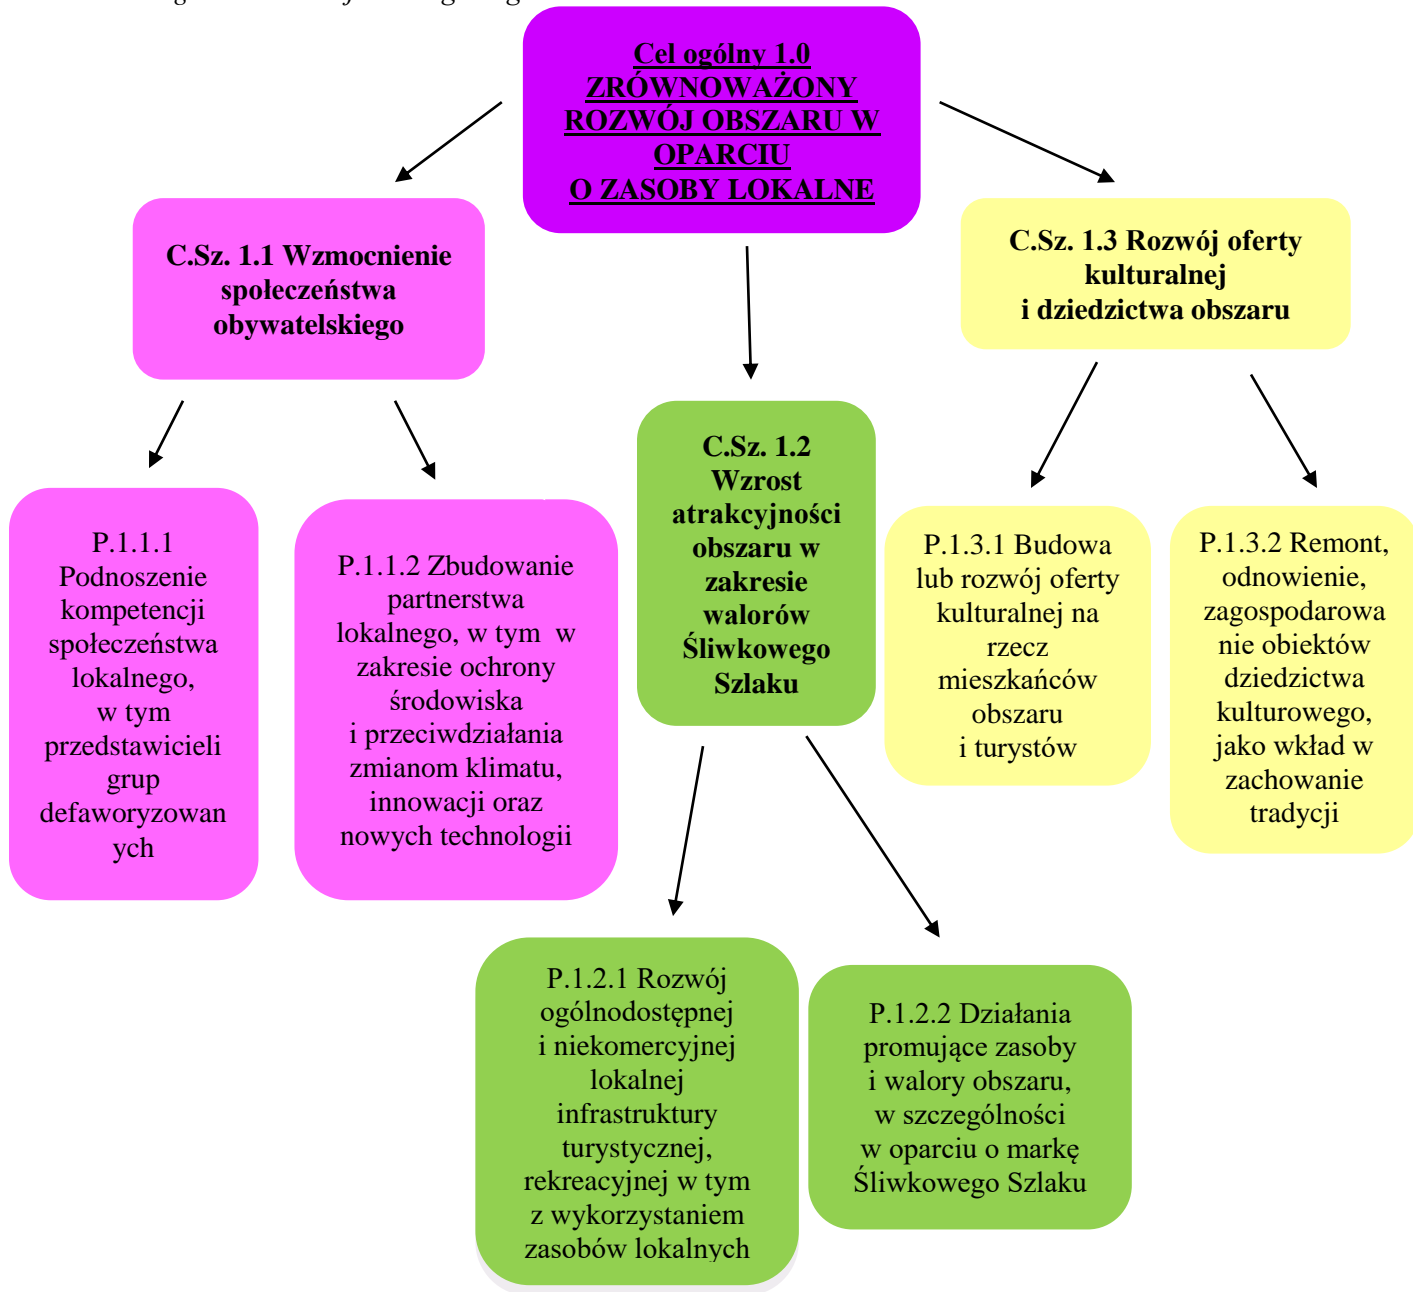 Cel ogólny 1.0
ZRÓWNOWAŻONY
ROZWÓJ OBSZARU W
OPARCIU
O ZASOBY LOKALNE
C.Sz. 1.1 Wzmocnienie
społeczeństwa
obywatelskiego
C.Sz. 1.3 Rozwój oferty
kulturalnej
i dziedzictwa obszaru
C.Sz. 1.2
Wzrost
atrakcyjności
obszaru w
zakresie
walorów
Śliwkowego
Szlaku
P.1.1.1
Podnoszenie
kompetencji
społeczeństwa
lokalnego,
w tym
przedstawicieli
grup
defaworyzowan
ych
P.1.1.2 Zbudowanie
partnerstwa
lokalnego, w tym w
zakresie ochrony
środowiska
i przeciwdziałania
zmianom klimatu,
innowacji oraz
nowych technologii
P.1.3.1 Budowa
lub rozwój oferty
kulturalnej na
rzecz
mieszkańców
obszaru
i turystów
P.1.3.2 Remont,
odnowienie,
zagospodarowa
nie obiektów
dziedzictwa
kulturowego,
jako wkład w
zachowanie
tradycji
P.1.2.1 Rozwój
ogólnodostępnej
i niekomercyjnej
lokalnej
infrastruktury
turystycznej,
rekreacyjnej w tym
z wykorzystaniem
zasobów lokalnych
P.1.2.2 Działania
promujące zasoby
i walory obszaru,
w szczególności
w oparciu o markę
Śliwkowego Szlaku